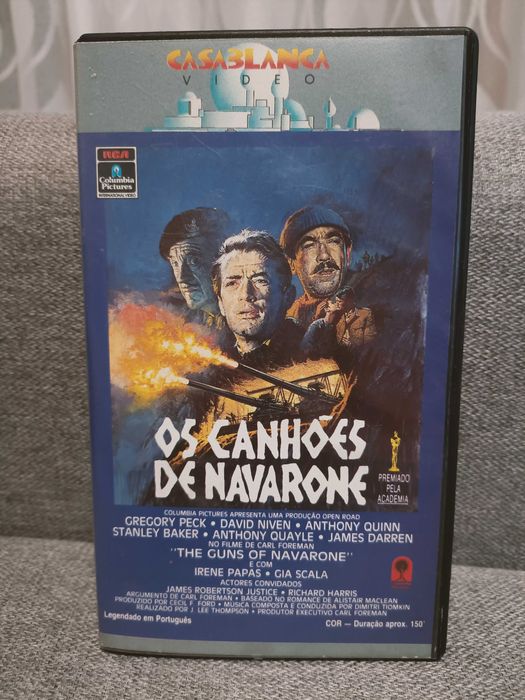 CASABLANCA
VIDEO
RCA
Columbia
Pictures
INTERNATIONAL VIDEO
OS CANHÕES
DE NAVARONE
PREMIADO
PELA
ACADEMIA
COLUMBIA PICTURES APRESENTA UMA PRODUÇÃO OPEN ROAD
GREGORY PECK • DAVID NIVEN • ANTHONY QUINN
STANLEY BAKER • ANTHONY QUAYLE • JAMES DARREN
NO FILME DE CARL FOREMAN
"THE GUNS OF NAVARONE"
E COM
IRENE PAPAS • GIA SCALA
ACTORES CONVIDADOS
JAMES ROBERTSON JUSTICE • RICHARD HARRIS
ARGUMENTO DE CARL FOREMAN • BASEADO NO ROMANCE DE ALISTAIR MACLEAN
PRODUZIDO POR CECIL F. FORD • MÚSICA COMPOSTA E CONDUZIDA POR DIMITRI TIOMKIN
REALIZADO POR J. LEE THOMPSON • PRODUTOR EXECUTIVO CARL FOREMAN
Legendado em Português
COR — Duração aprox. 150'